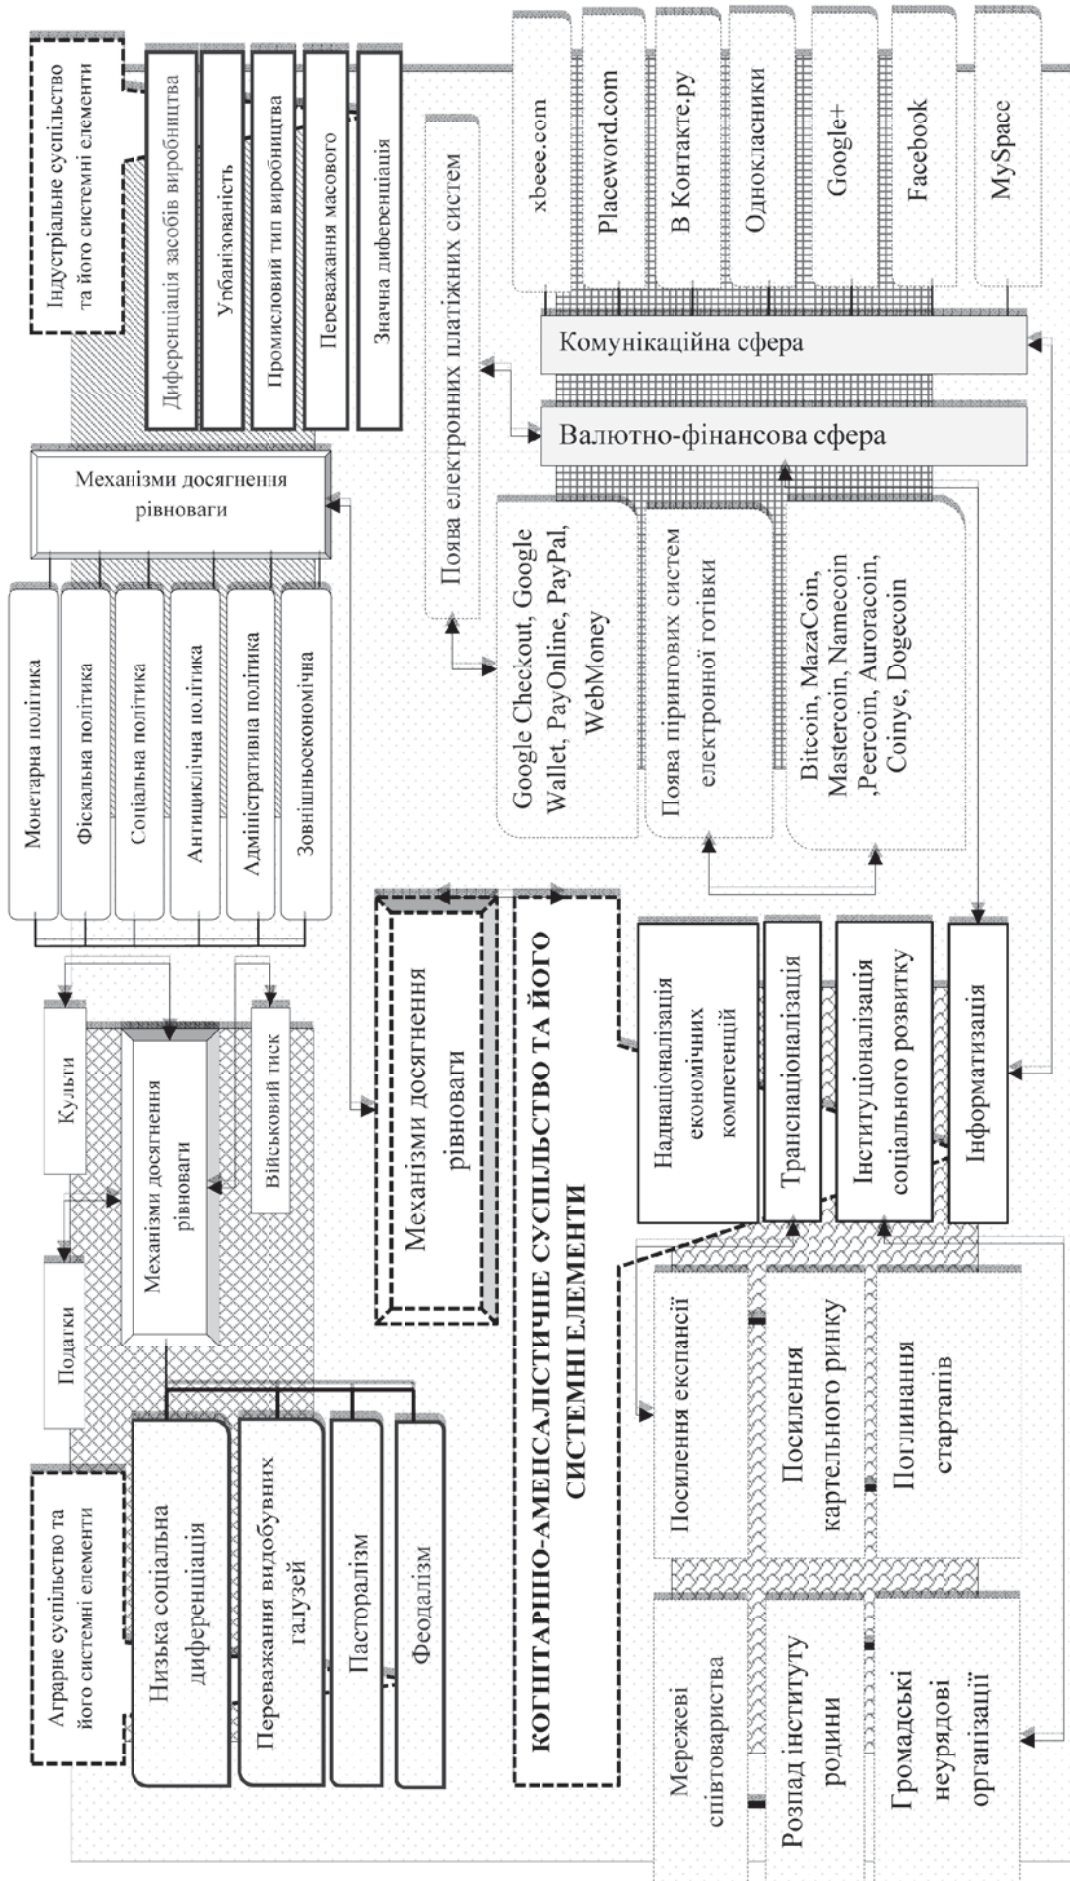 Аграрне суспільство та
його системні елементи
Низька соціальна
диференціація
Переважання видобувних
галузей
Пасторалізм
Феодалізм
Податки
Культи
Механізми досягнення
рівноваги
Військовий тиск
Монетарна політика
Фіскальна політика
Соціальна політика
Антициклічна політика
Адміністративна політика
Зовнішньоекономічна
Механізми досягнення
рівноваги
Індустріальне суспільство
та його системні елементи
Диференціація засобів виробництва
Урбанізованість
Промисловий тип виробництва
Переважання масового
Значна диференціація
Механізми досягнення
рівноваги
КОГНІТАРНО-АМЕНСАЛІСТИЧНЕ СУСПІЛЬСТВО ТА ЙОГО
СИСТЕМНІ ЕЛЕМЕНТИ
Поява електронних платіжних систем
Google Checkout, Google
Wallet, PayOnline, PayPal,
WebMoney
Поява пірингових систем
електронної готівки
Bitcoin, MazaCoin,
Mastercoin, Namecoin
,Peercoin, Auroracoin,
Coinye, Dogecoin
Валютно-фінансова сфера
Комунікаційна сфера
xbeee.com
Placeword.com
В Контакте.ру
Однокласники
Google+
Facebook
MySpace
Наднаціоналізація
економічних
компетенцій
Транснаціоналізація
Інституціоналізація
соціального розвитку
Інформатизація
Посилення експансії
Посилення
картельного ринку
Поглинання
стартапів
Мережеві
співтовариства
Розпад інституту
родини
Громадські
неурядові
організації